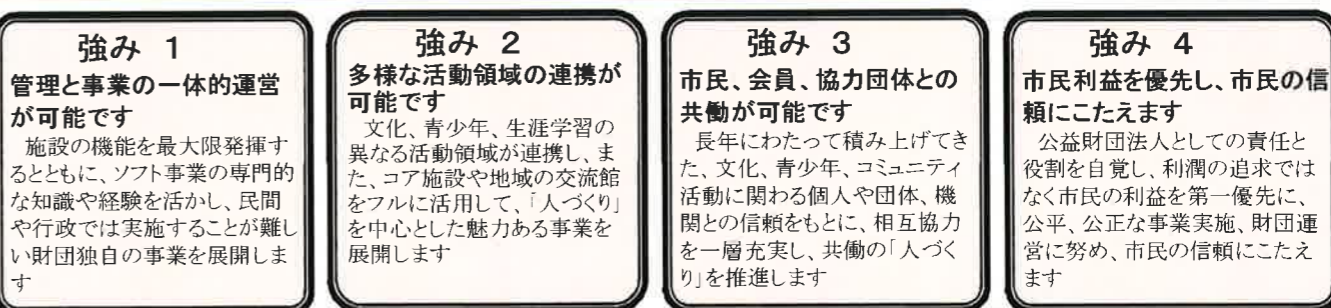 強み 1
管理と事業の一体的運営
が可能です
施設の機能を最大限発揮す
るとともに、ソフト事業の専門的
な知識や経験を活かし、民間
や行政では実施することが難し
い財団独自の事業を展開しま
す
強み 2
多様な活動領域の連携が
可能です
文化、青少年、生涯学習の
異なる活動領域が連携し、ま
た、コア施設や地域の交流館
をフルに活用して、「人づくり」
を中心とした魅力ある事業を
展開します
強み 3
市民、会員、協力団体との
共働が可能です
長年にわたって積み上げてき
た、文化、青少年、コミュニティ
活動に関わる個人や団体、機
関との信頼をもとに、相互協力
を一層充実し、共働の「人づく
り」を推進します
強み 4
市民利益を優先し、市民の信
頼にこたえます
公益財団法人としての責任と
役割を自覚し、利潤の追求では
なく市民の利益を第一優先に、
公平、公正な事業実施、財団運
営に努め、市民の信頼にこたえ
ます